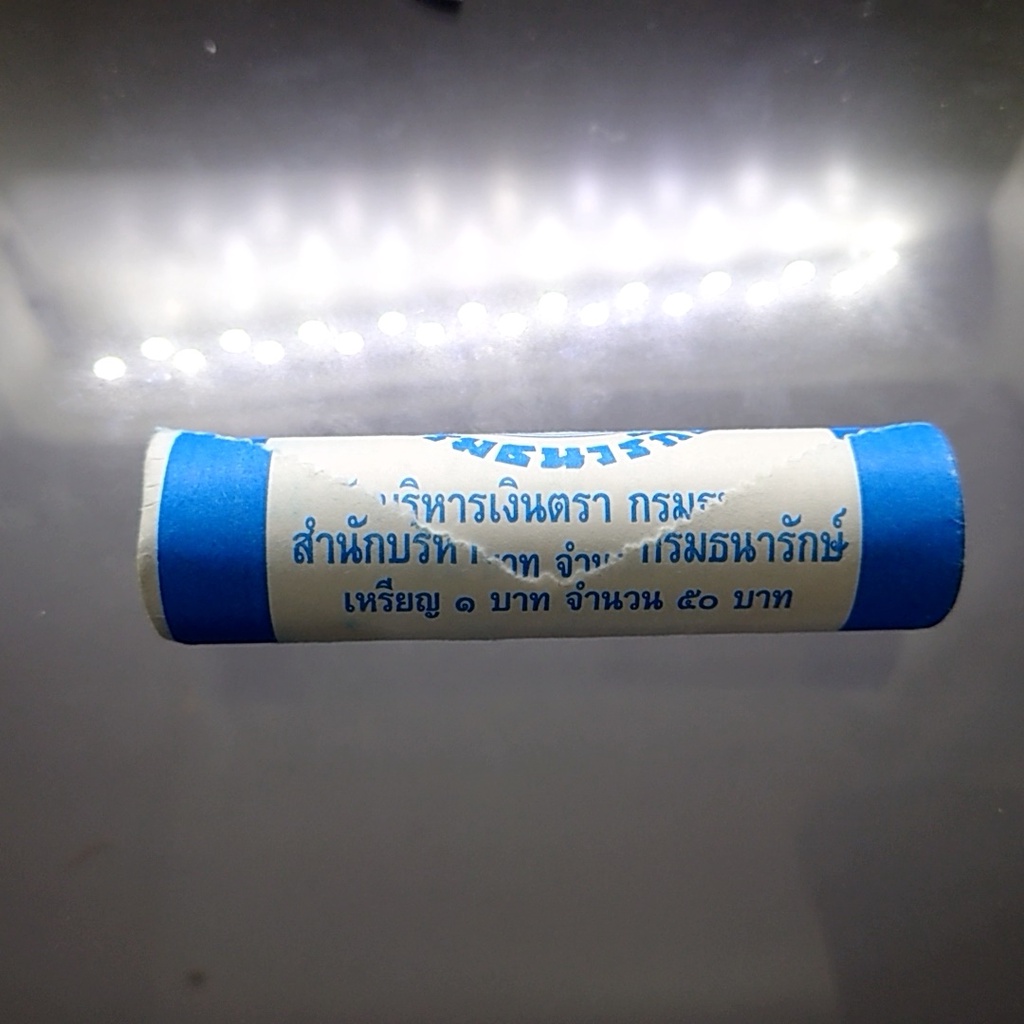 กรมธนารักษ์
บริหารเงินตรา
สำนักบริหา กรมธนารักษ์
บาท
เหรียญ ๑ บาท จำนวน ๕๐ บาท